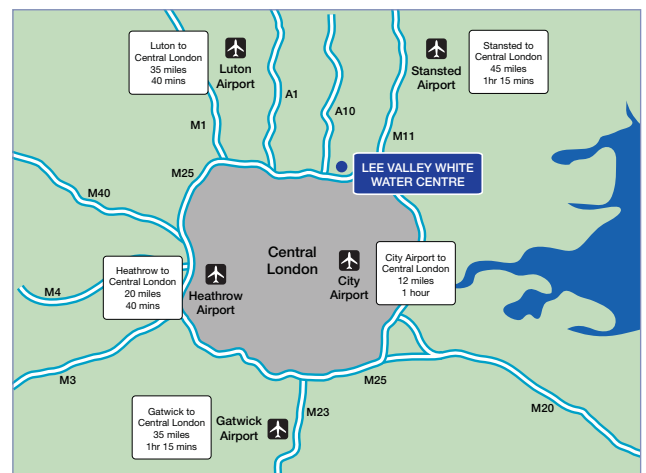 Luton to
Central London
35 miles
40 mins
Luton
Airport
A1
A10
Stansted
Airport
Stansted to
Central London
45 miles
1hr 15 mins
M1
M11
M25
LEE VALLEY WHITE
WATER CENTRE
M40
Central
London
City
Airport
City Airport to
Central London
12 miles
1 hour
Heathrow to
Central London
20 miles
40 mins
Heathrow
Airport
M4
M3
M25
M20
Gatwick to
Central London
35 miles
1hr 15 mins
Gatwick
Airport
M23